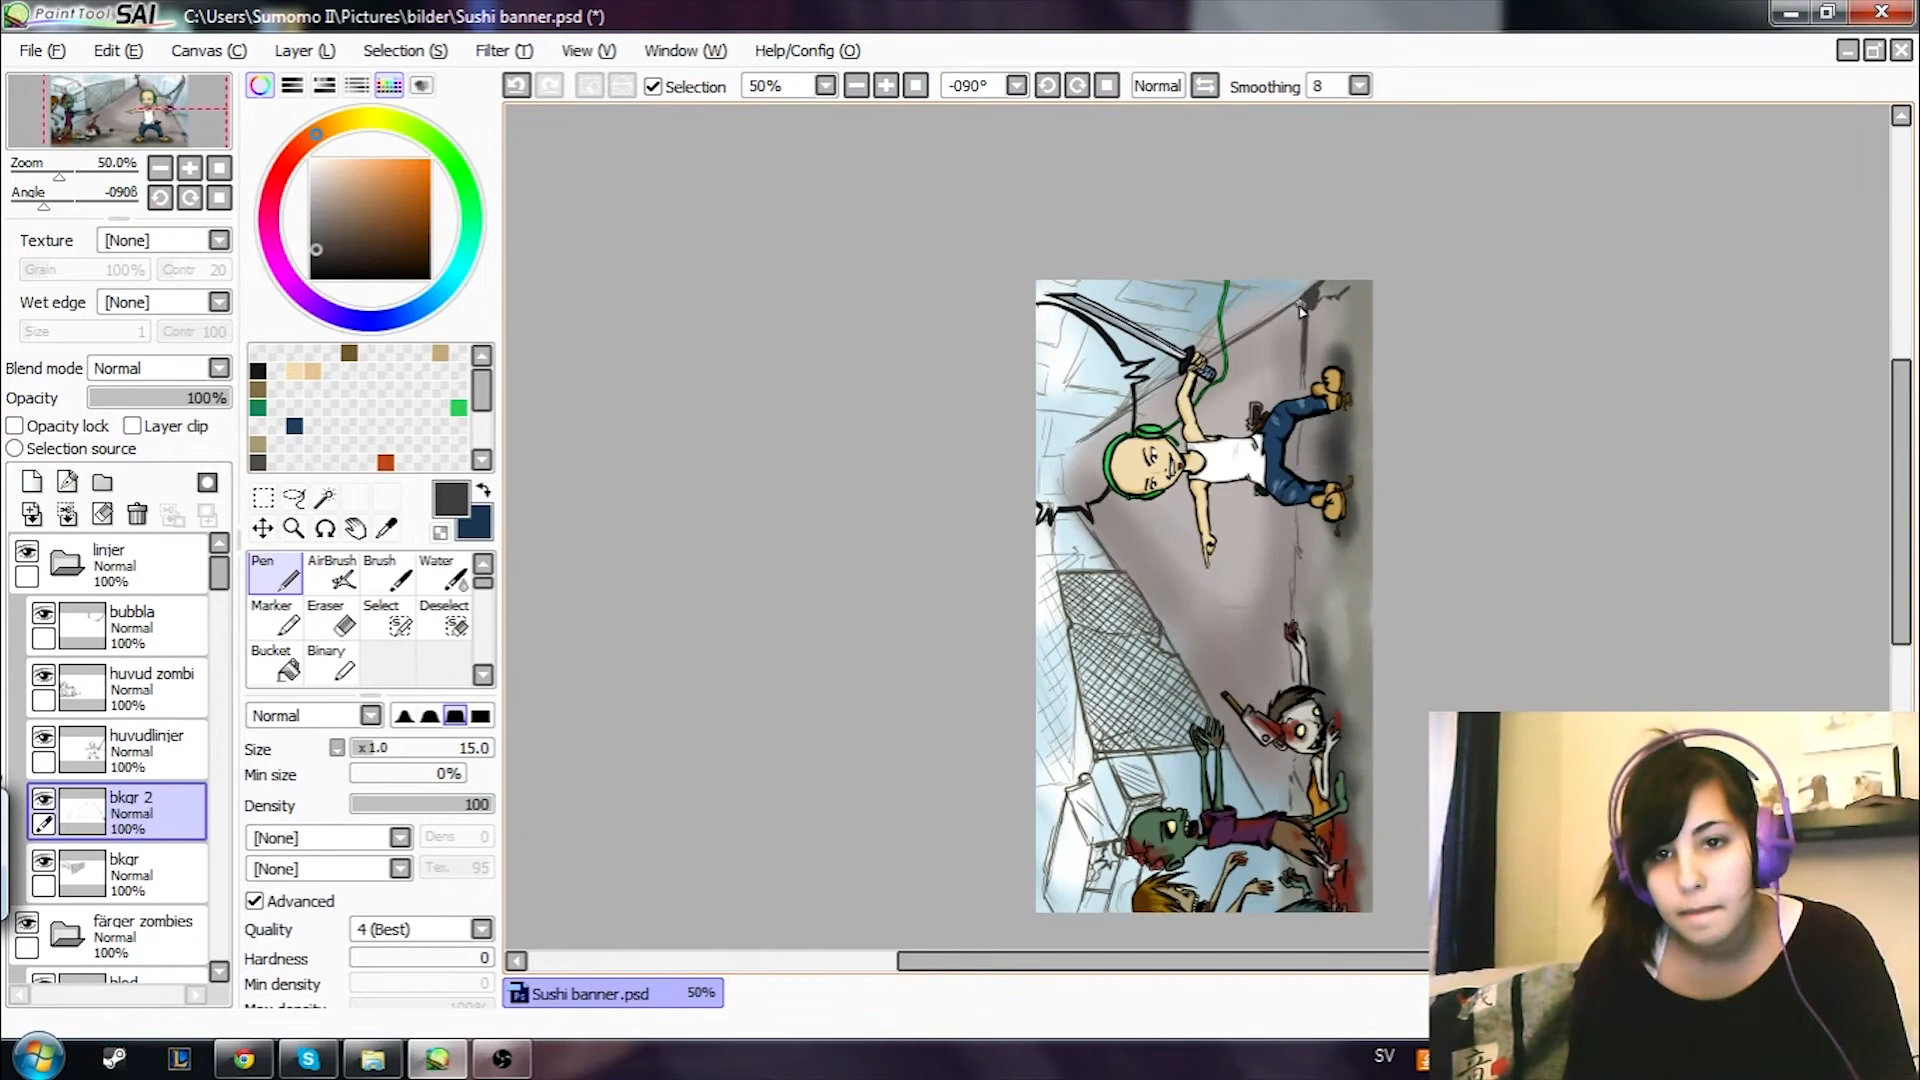 PaintTool SAI C:\Users\Sumomo II\Pictures\bilder\Sushi banner.psd (*)
File (F) Edit (E) Canvas (C) Layer (L) Selection (S) Filter (T) View (V) Window (W) Help/Config (O)
Selection 50% -090° Normal Smoothing 8
Zoom 50.0%
Angle -090ß
Texture [None]
Grain 100% Contr 20
Wet edge [None]
Size 1 Contr 100
Blend mode Normal
Opacity 100%
Opacity lock Layer clip
Selection source
linjer
Normal
100%
bubbla
Normal
100%
huvud zombi
Normal
100%
huvudlinjer
Normal
100%
bkgr 2
Normal
100%
bkgr
Normal
100%
färger zombies
Normal
100%
Pen AirBrush Brush Water
Marker Eraser Select Deselect
Bucket Binary
Normal
Size x 1.0 15.0
Min size 0%
Density 100
[None] Dens 0
[None] Tex. 95
Advanced
Quality 4 (Best)
Hardness 0
Min density 0
Sushi banner.psd 50%
SV